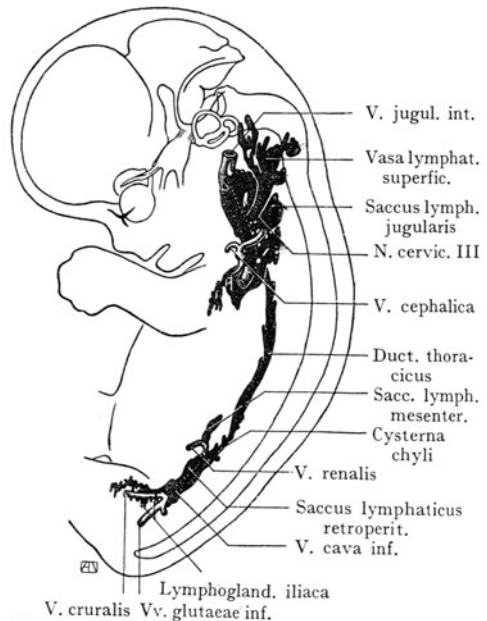 V. jugul. int.
Vasa lymphat.
superfic.
Saccus lymph.
jugularis
N. cervic. III
V. cephalica
Duct. thora-
cicus
Sacc. lymph.
mesenter.
Cysterna
chyli
V. renalis
Saccus lymphaticus
retroperit.
V. cava inf.
Lymphogland. iliaca
V. cruralis Vv. glutaeae inf.